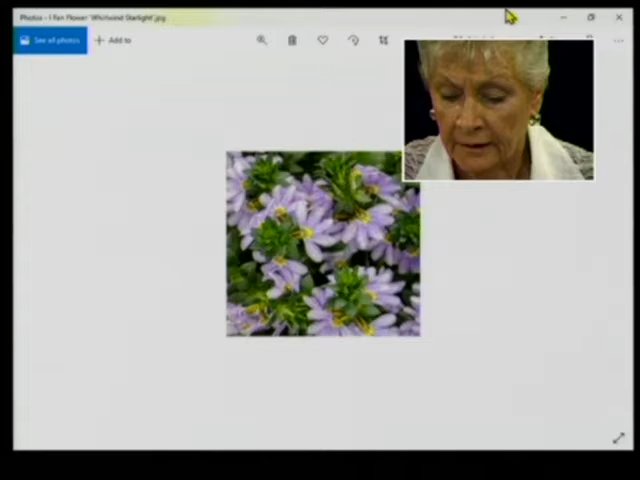 Photos - I Fan Flower 'Whirlwind Starlight'.jpg
See all photos
Add to